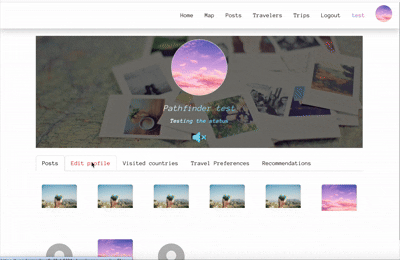 Home Map Posts Travelers Trips Logout test
Pathfinder test
Testing the status
Posts Edit profile Visited countries Travel Preferences Recommendations